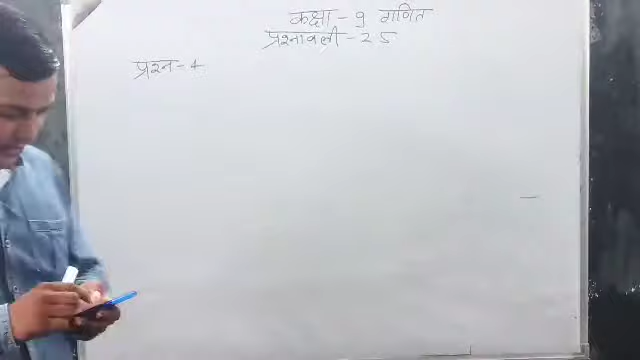 कक्षा - 9 गणित
प्रश्नावली - 2 5
प्रश्न - 4